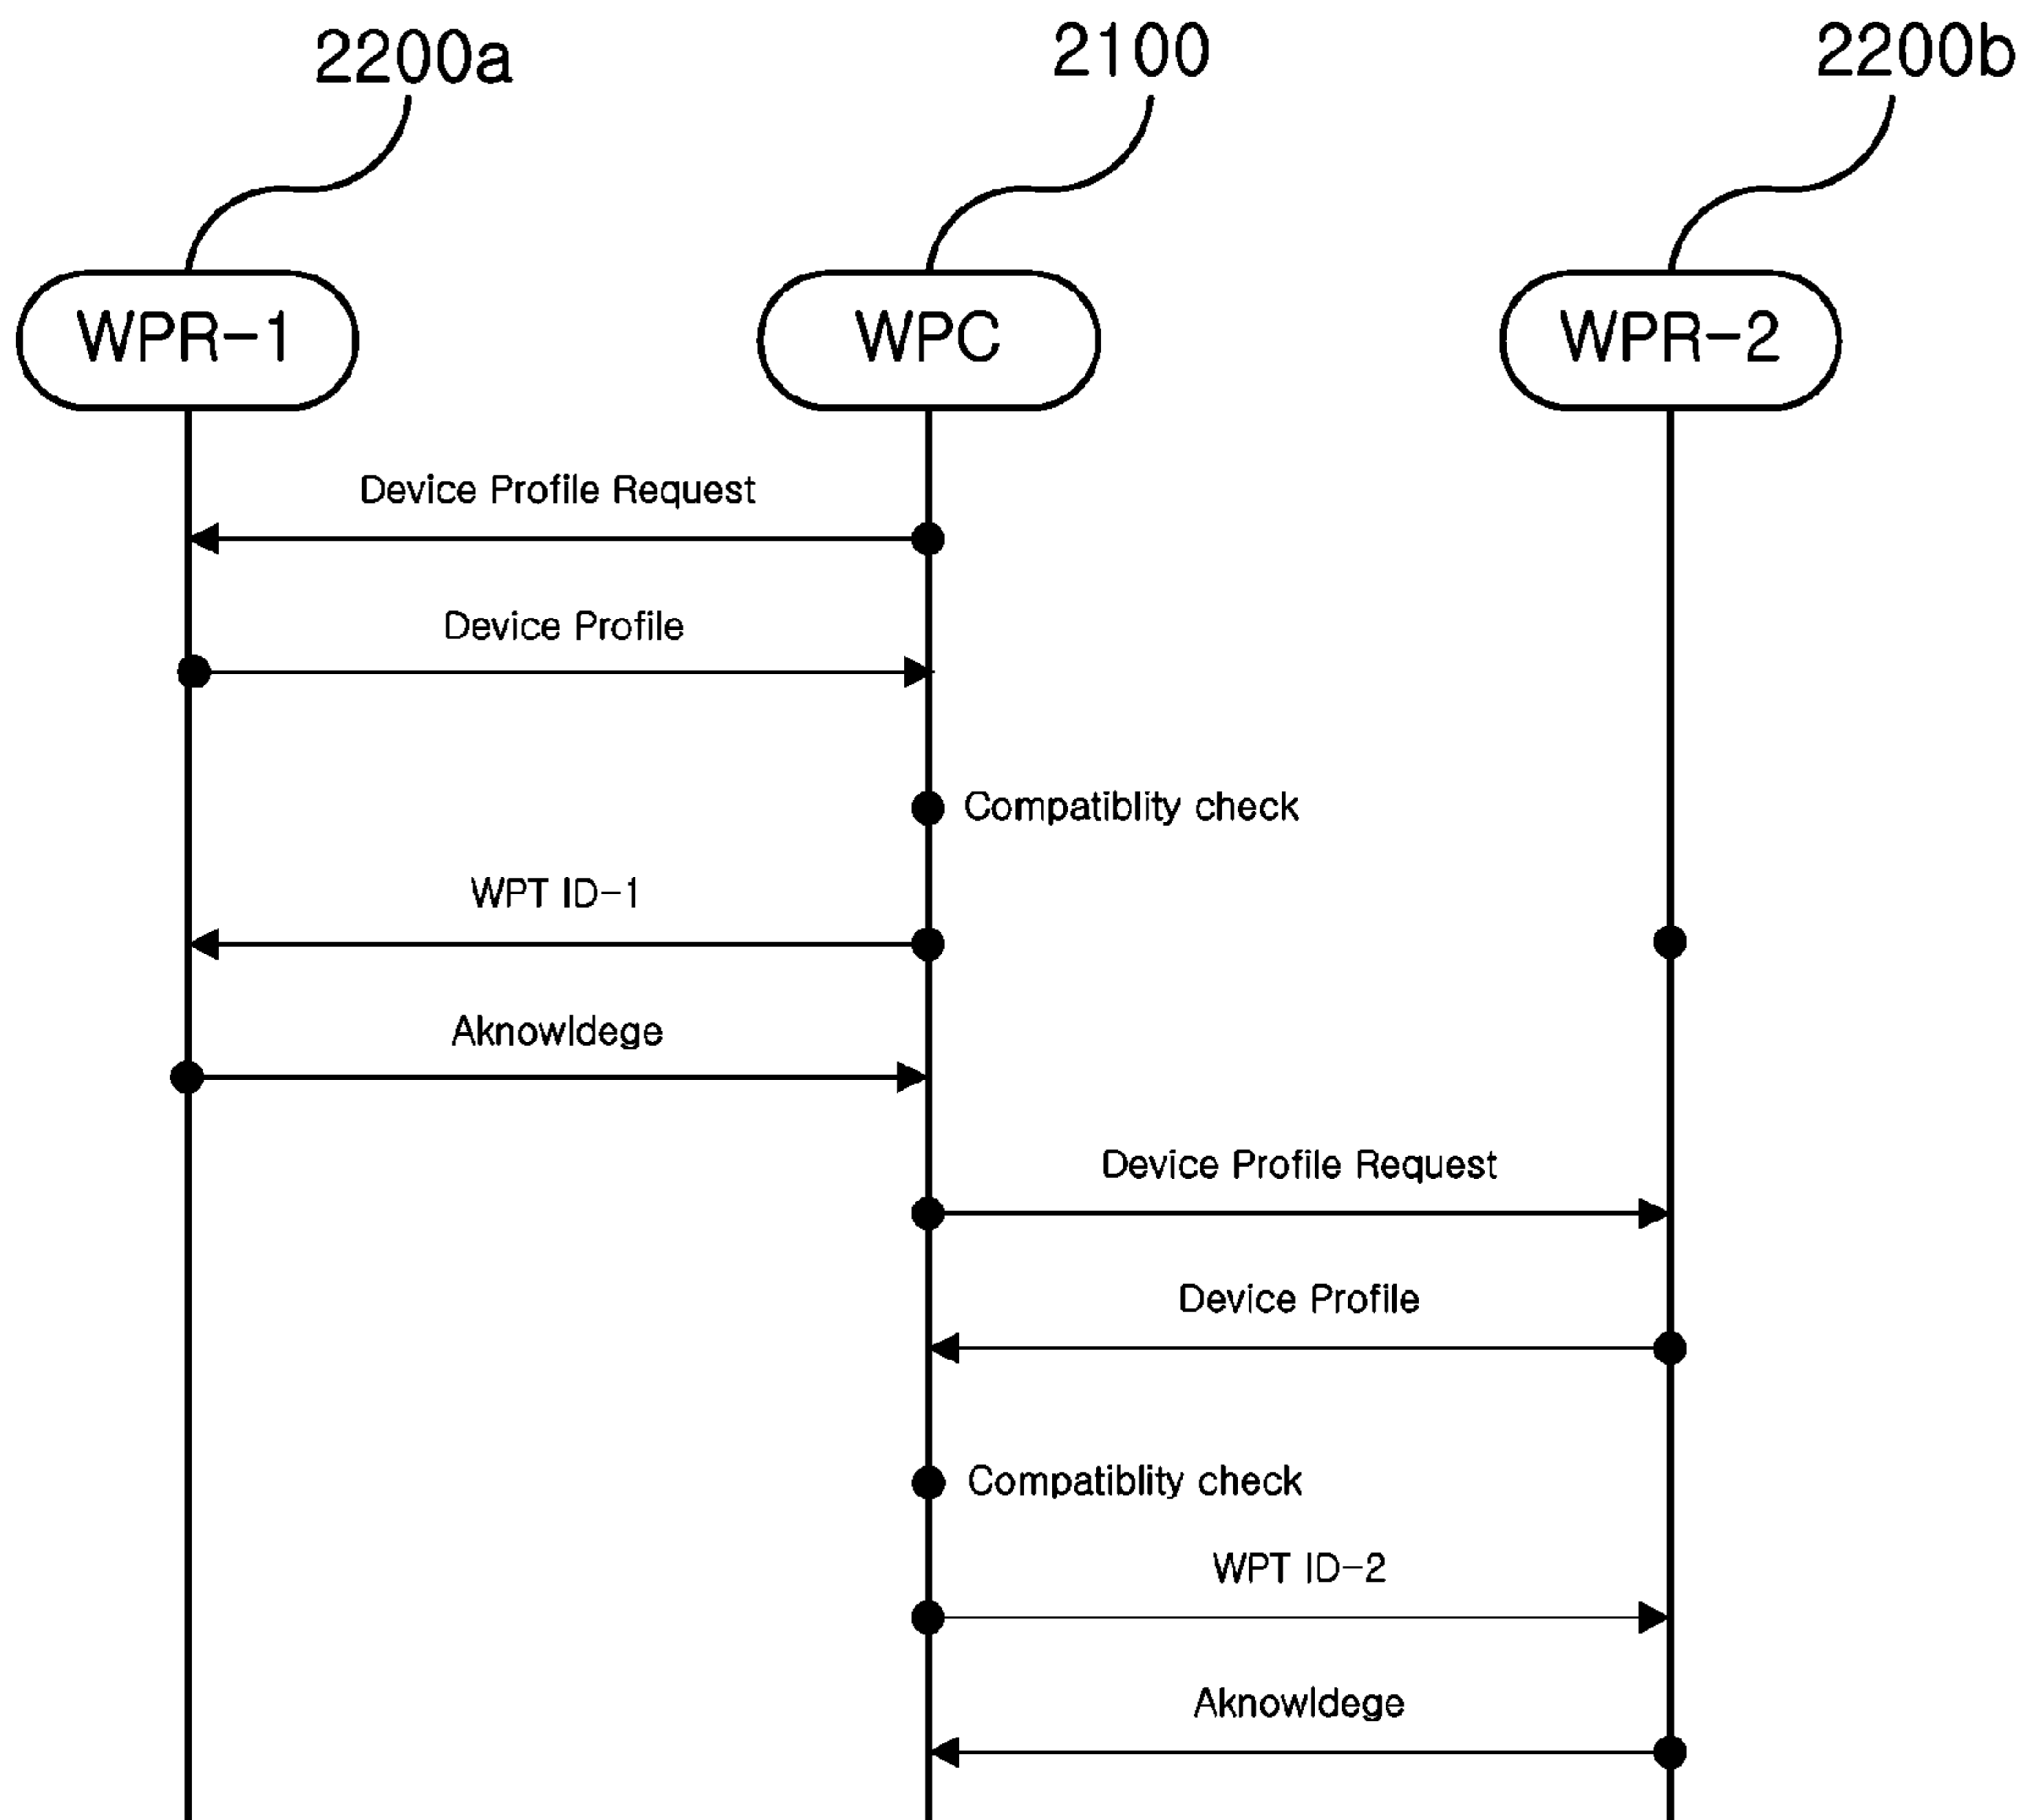 2200a
2100
2200b
WPR-1
WPC
WPR-2
Device Profile Request
Device Profile
Compatiblity check
WPT ID-1
Aknowldege
Device Profile Request
Device Profile
Compatiblity check
WPT ID-2
Aknowldege